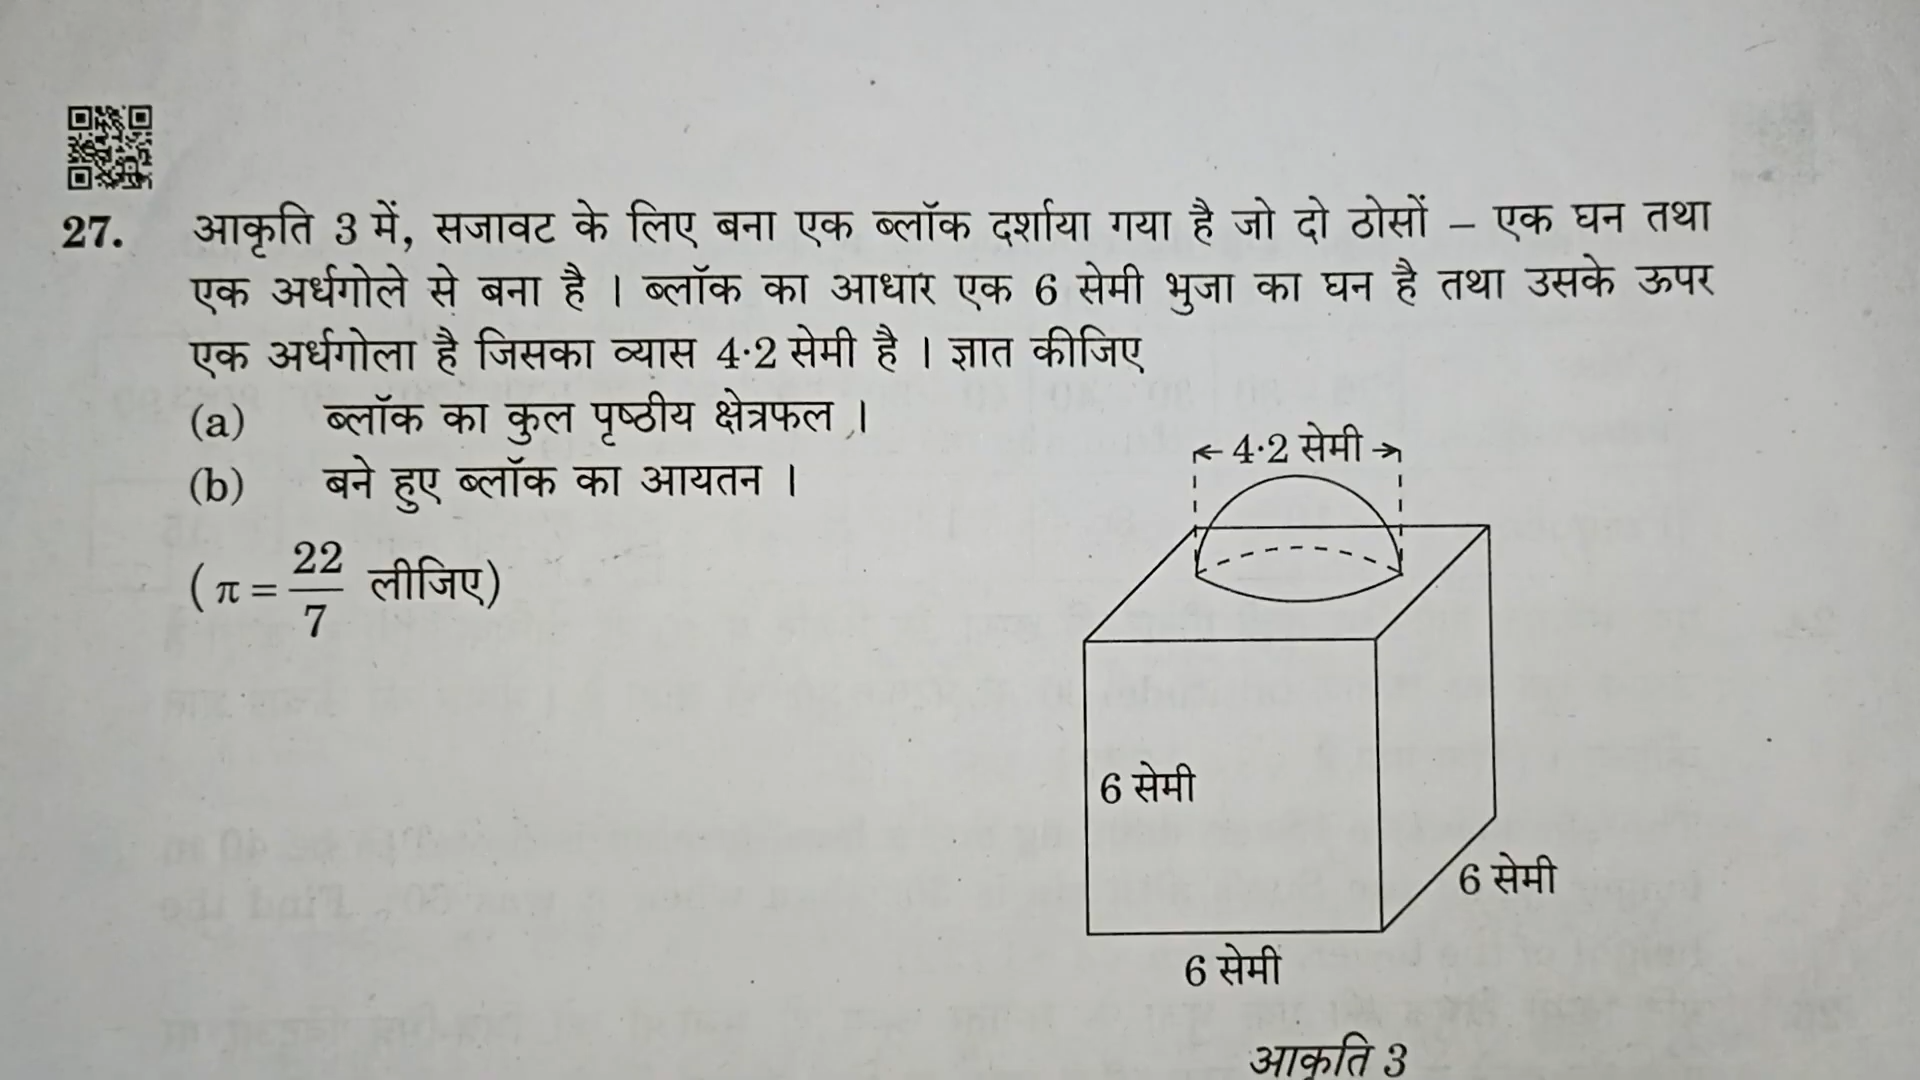 27. आकृति 3 में, सजावट के लिए बना एक ब्लॉक दर्शाया गया है जो दो ठोसों – एक घन तथा
एक अर्धगोले से बना है । ब्लॉक का आधार एक 6 सेमी भुजा का घन है तथा उसके ऊपर
एक अर्धगोला है जिसका व्यास 4·2 सेमी है । ज्ञात कीजिए
(a) ब्लॉक का कुल पृष्ठीय क्षेत्रफल ।
(b) बने हुए ब्लॉक का आयतन ।
(π = 22/7 लीजिए)
4·2 सेमी
6 सेमी
6 सेमी
6 सेमी
आकृति 3